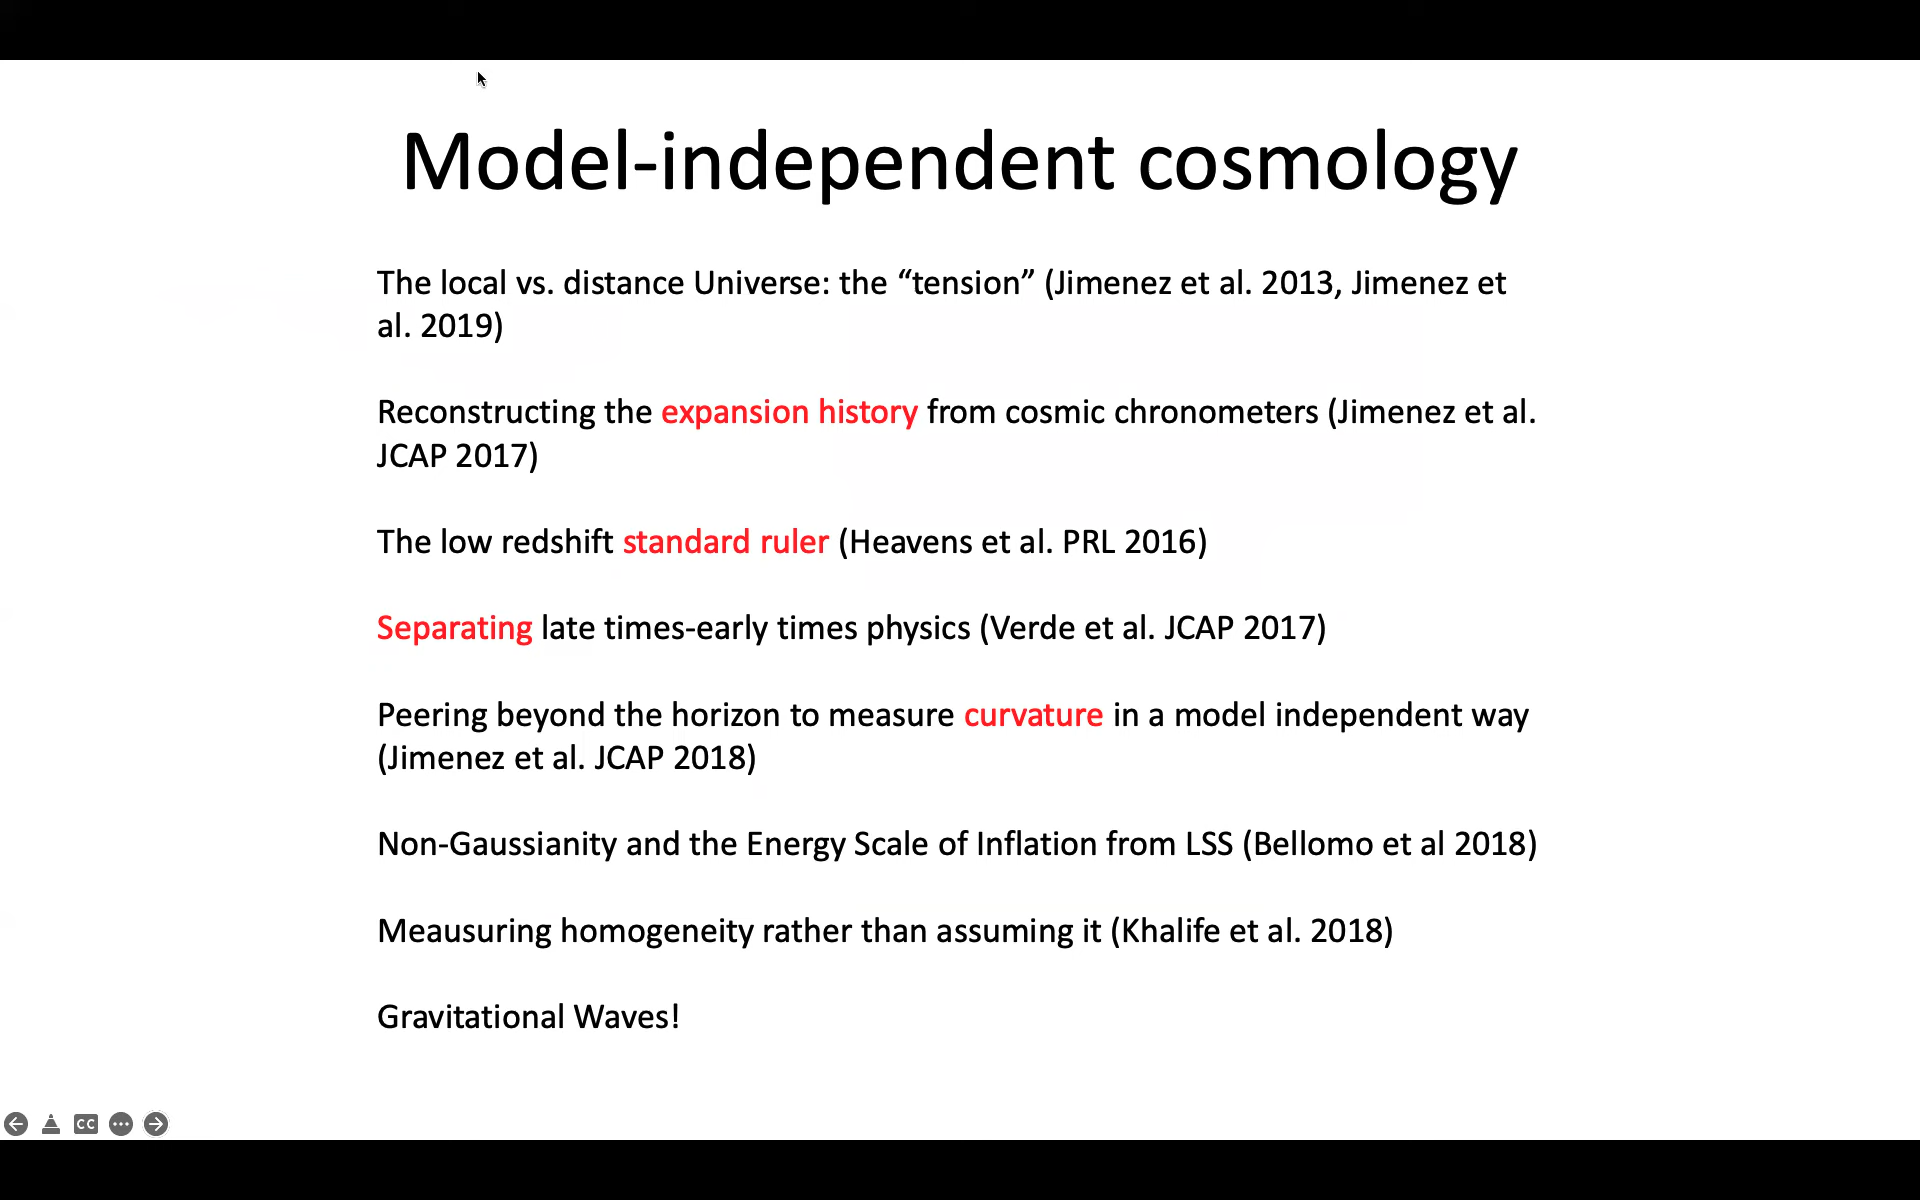 Model-independent cosmology
The local vs. distance Universe: the “tension” (Jimenez et al. 2013, Jimenez et
al. 2019)
Reconstructing the expansion history from cosmic chronometers (Jimenez et al.
JCAP 2017)
The low redshift standard ruler (Heavens et al. PRL 2016)
Separating late times-early times physics (Verde et al. JCAP 2017)
Peering beyond the horizon to measure curvature in a model independent way
(Jimenez et al. JCAP 2018)
Non-Gaussianity and the Energy Scale of Inflation from LSS (Bellomo et al 2018)
Meausuring homogeneity rather than assuming it (Khalife et al. 2018)
Gravitational Waves!
CC